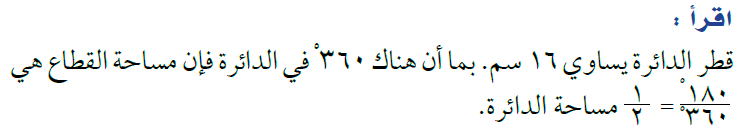 اقرأ :
قطر الدائرة يساوي ١٦ سم. بما أن هناك ٣٦٠° في الدائرة فإن مساحة القطاع هي
١٨٠°/٣٦٠° = ١/٢ مساحة الدائرة.